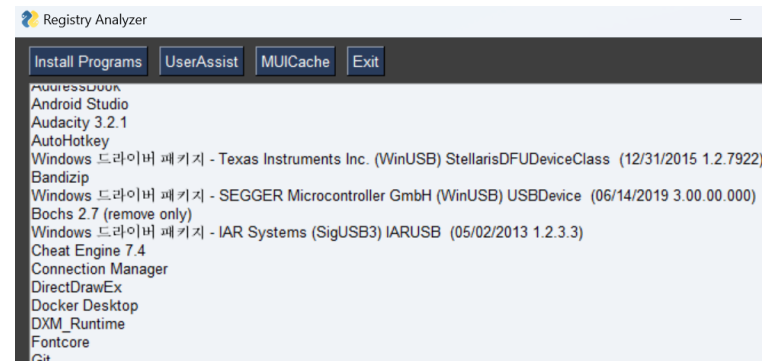 Registry Analyzer
Install Programs UserAssist MUICache Exit
AddressBook
Android Studio
Audacity 3.2.1
AutoHotkey
Windows 드라이버 패키지 - Texas Instruments Inc. (WinUSB) StellarisDFUDeviceClass  (12/31/2015 1.2.7922)
Bandizip
Windows 드라이버 패키지 - SEGGER Microcontroller GmbH (WinUSB) USBDevice  (06/14/2019 3.00.00.000)
Bochs 2.7 (remove only)
Windows 드라이버 패키지 - IAR Systems (SigUSB3) IARUSB  (05/02/2013 1.2.3.3)
Cheat Engine 7.4
Connection Manager
DirectDrawEx
Docker Desktop
DXM_Runtime
Fontcore
Git